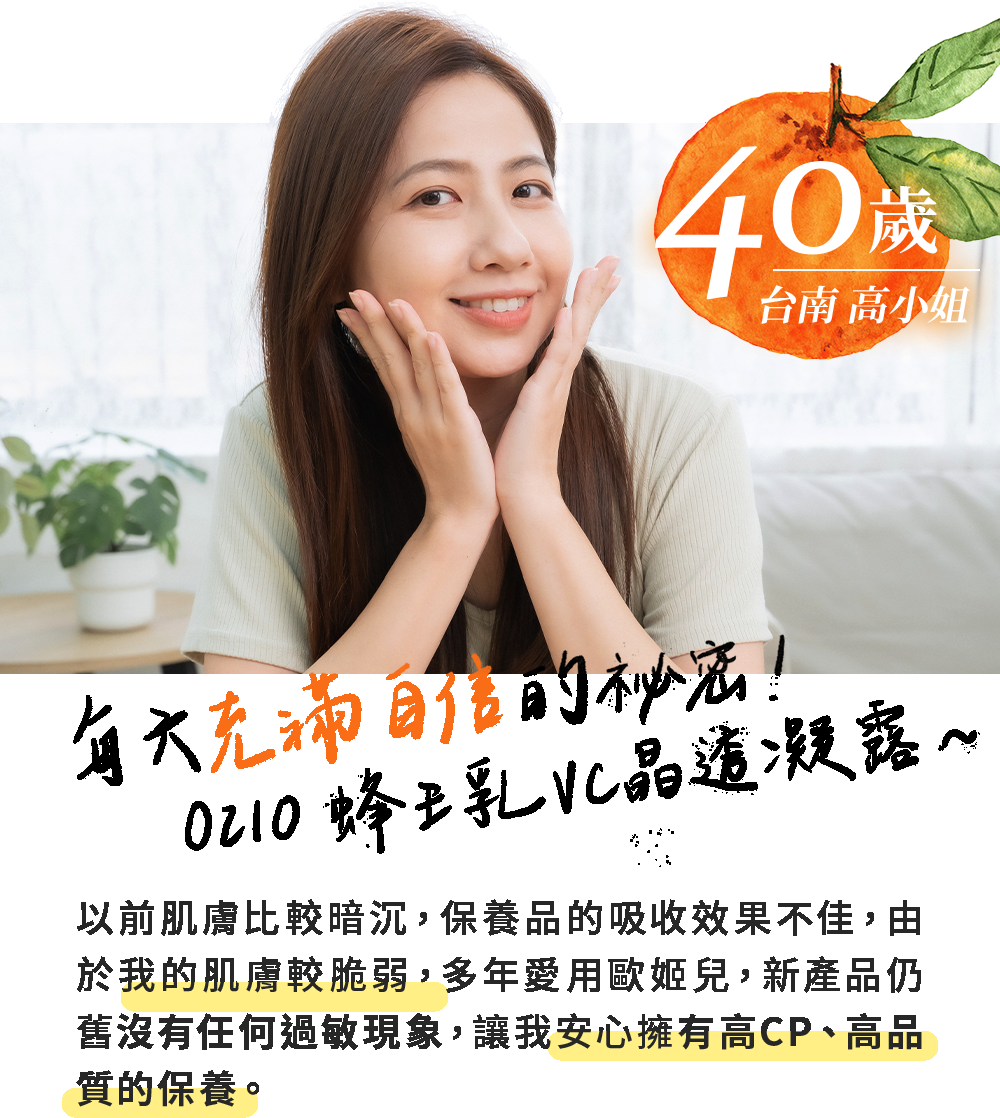 40歲
台南 高小姐
每天充滿自信的祕密！
OZIO 蜂王乳 VC晶透凝露~
以前肌膚比較暗沉，保養品的吸收效果不佳，由
於我的肌膚較脆弱，多年愛用歐姬兒，新產品仍
舊沒有任何過敏現象，讓我安心擁有高CP、高品
質的保養。